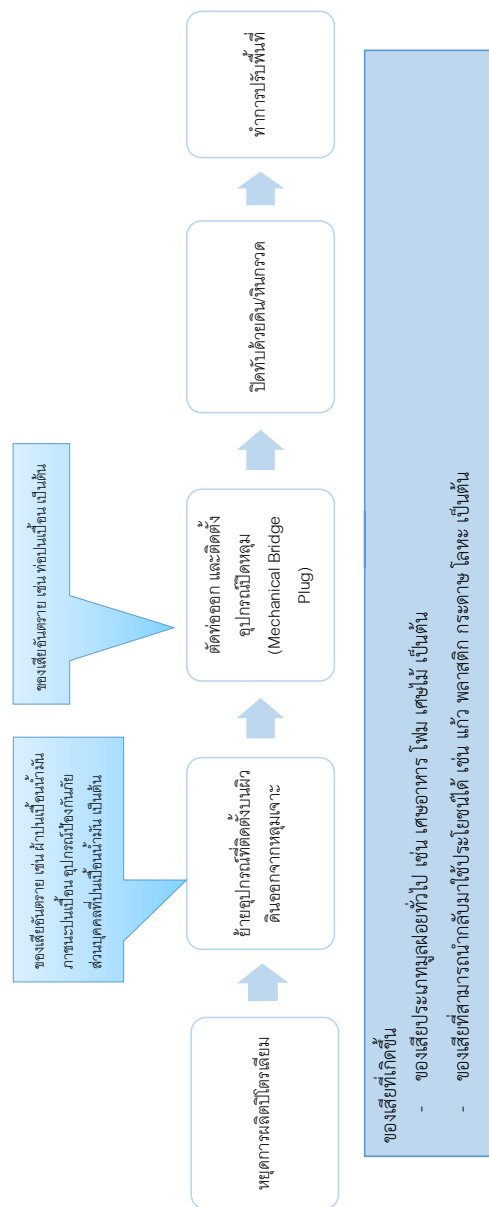 ของเสียอันตราย เช่น ผ้าปนเปื้อนน้ำมัน
ภาชนะปนเปื้อน อุปกรณ์ป้องกันภัย
ส่วนบุคคลที่ปนเปื้อนน้ำมัน เป็นต้น
ของเสียอันตราย เช่น ท่อปนเปื้อน เป็นต้น
หยุดการผลิตปิโตรเลียม
ย้ายอุปกรณ์ที่ติดตั้งบนผิว
ดินออกจากหลุมเจาะ
ตัดท่อออก และติดตั้ง
อุปกรณ์ปิดหลุม
(Mechanical Bridge
Plug)
ปิดทับด้วยดิน/หินกรวด
ทำการปรับพื้นที่
ของเสียที่เกิดขึ้น
- ของเสียประเภทมูลฝอยทั่วไป เช่น เศษอาหาร โฟม เศษไม้ เป็นต้น
- ของเสียที่สามารถนำกลับมาใช้ประโยชน์ได้ เช่น แก้ว พลาสติก กระดาษ โลหะ เป็นต้น